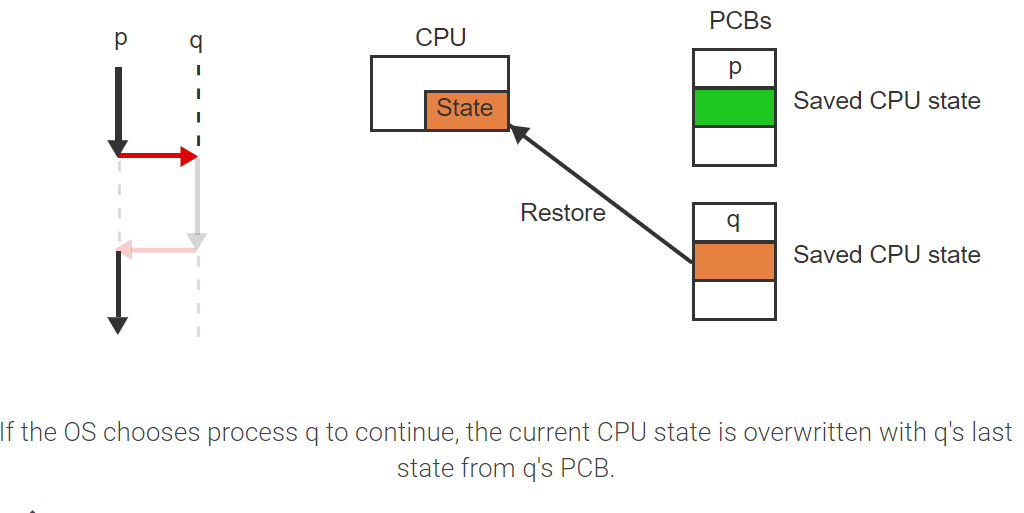 p
q
CPU
PCBs
State
p
Saved CPU state
Restore
q
Saved CPU state
If the OS chooses process q to continue, the current CPU state is overwritten with q's last
state from q's PCB.